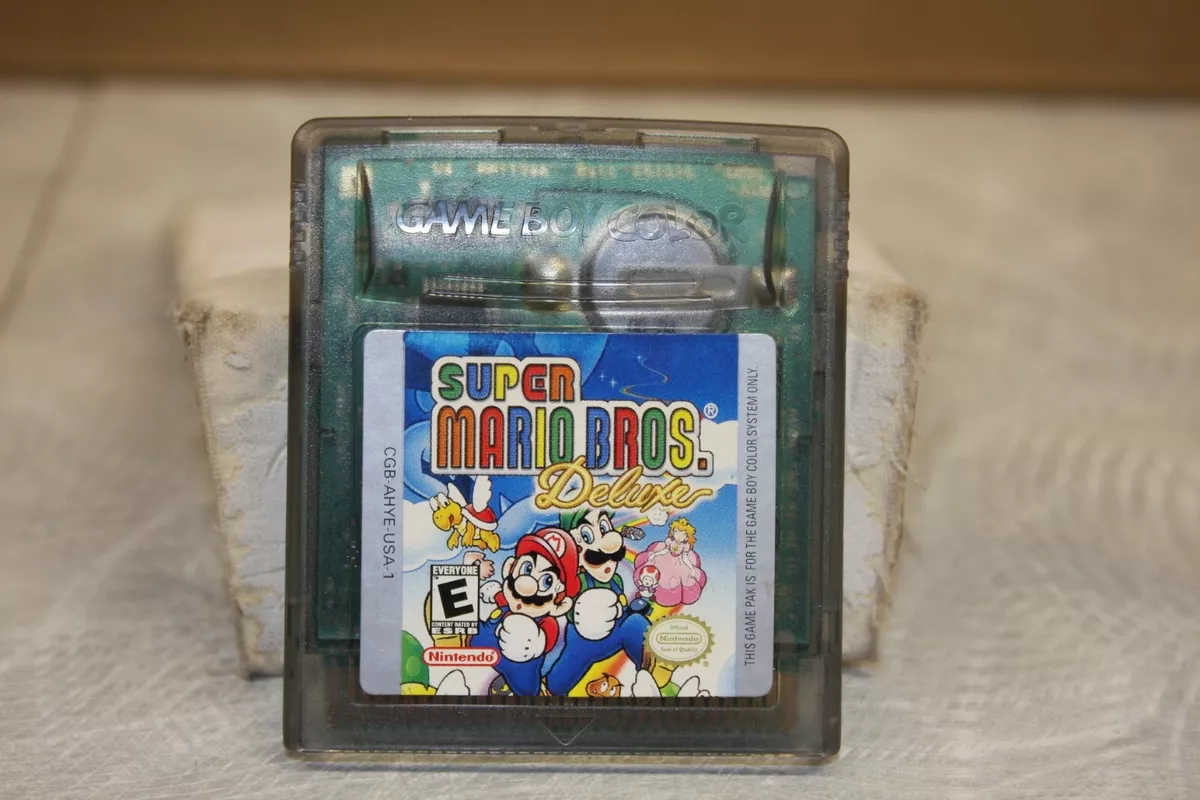 GAME BOY COLOR
SUPER
MARIO BROS.®
Deluxe
CGB-AHYE-USA-1
THIS GAME PAK IS FOR THE GAME BOY COLOR SYSTEM ONLY.
EVERYONE
E
CONTENT RATED BY
ESRB
Nintendo
Official
Nintendo
Seal of Quality
®